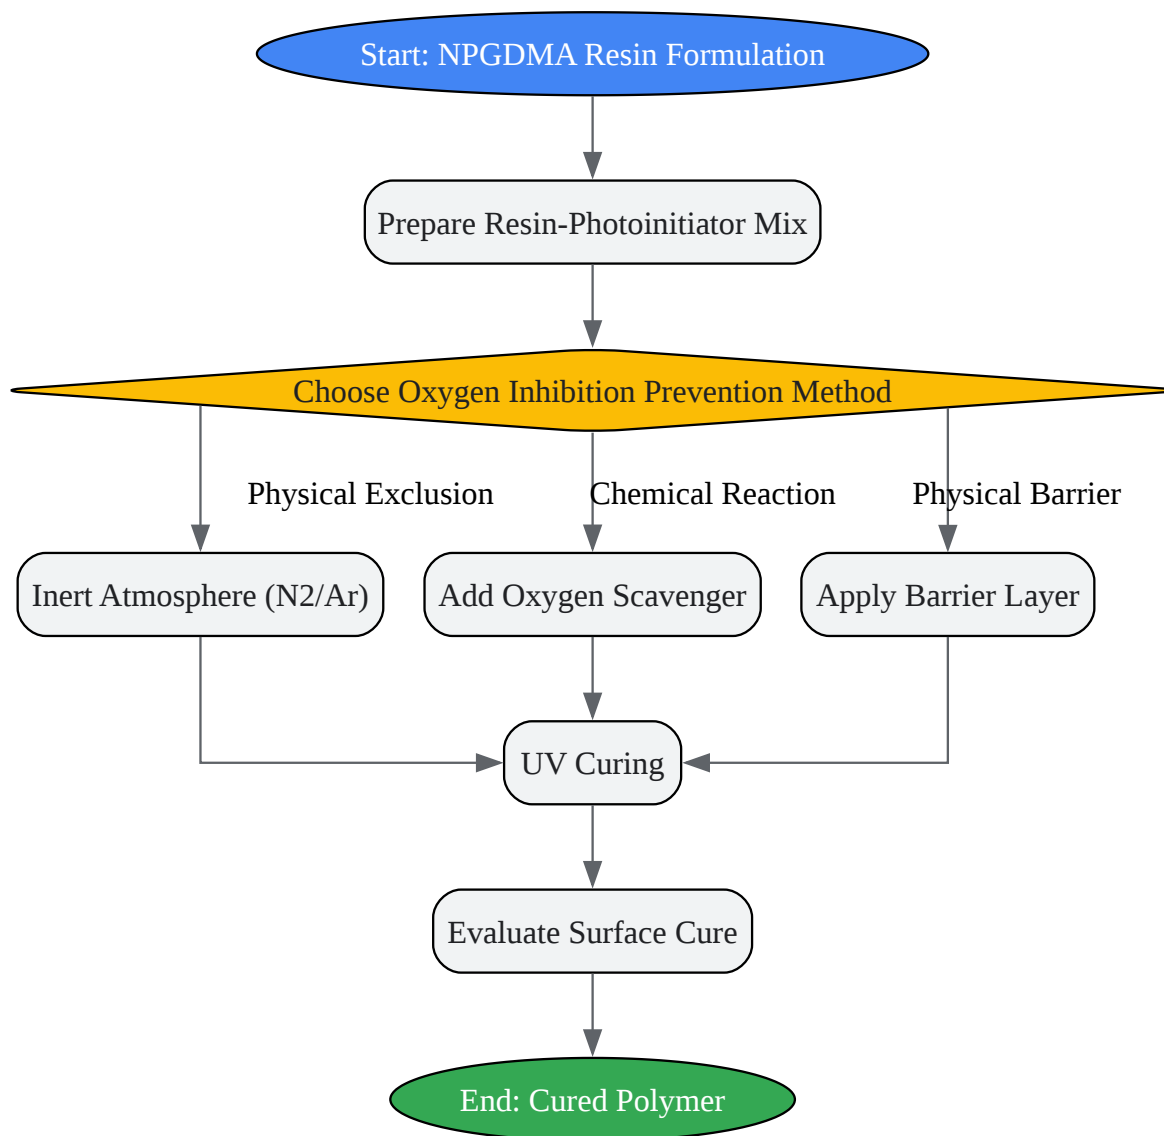 Start: NPGDMA Resin Formulation
Prepare Resin-Photoinitiator Mix
Choose Oxygen Inhibition Prevention Method
Physical Exclusion
Chemical Reaction
Physical Barrier
Inert Atmosphere (N2/Ar)
Add Oxygen Scavenger
Apply Barrier Layer
UV Curing
Evaluate Surface Cure
End: Cured Polymer